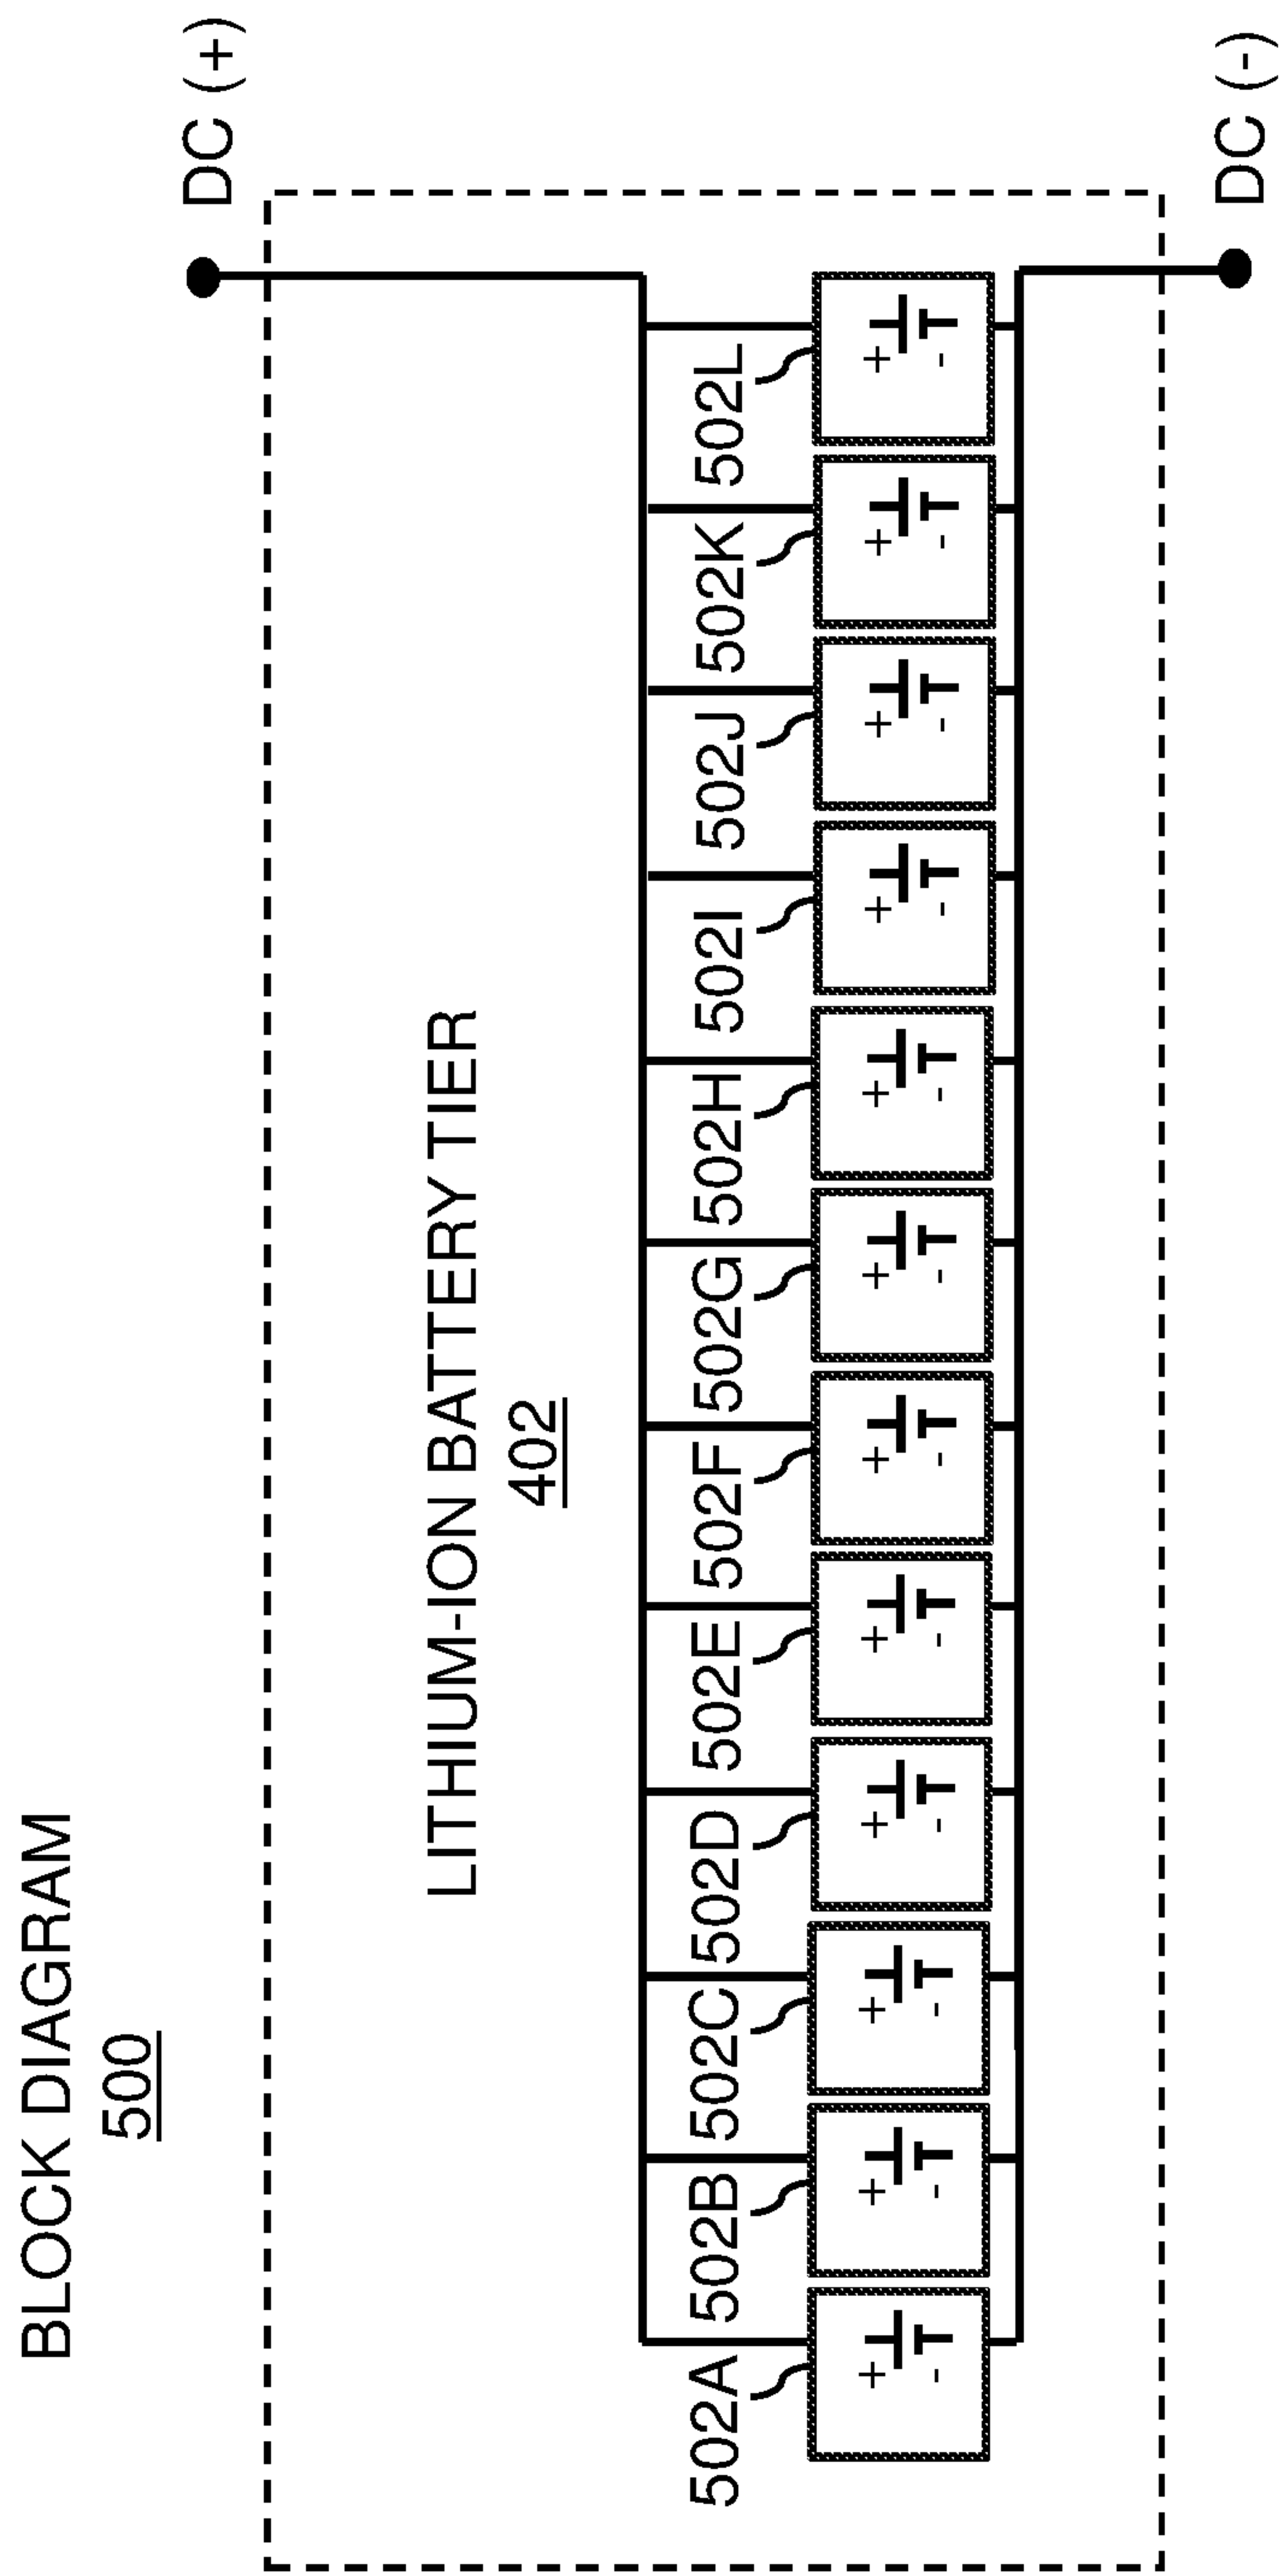 BLOCK DIAGRAM
500
DC (+)
LITHIUM-ION BATTERY TIER
402
502A
502B
502C
502D
502E
502F
502G
502H
502I
502J
502K
502L
+
-
+
-
+
-
+
-
+
-
+
-
+
-
+
-
+
-
+
-
+
-
+
-
DC (-)